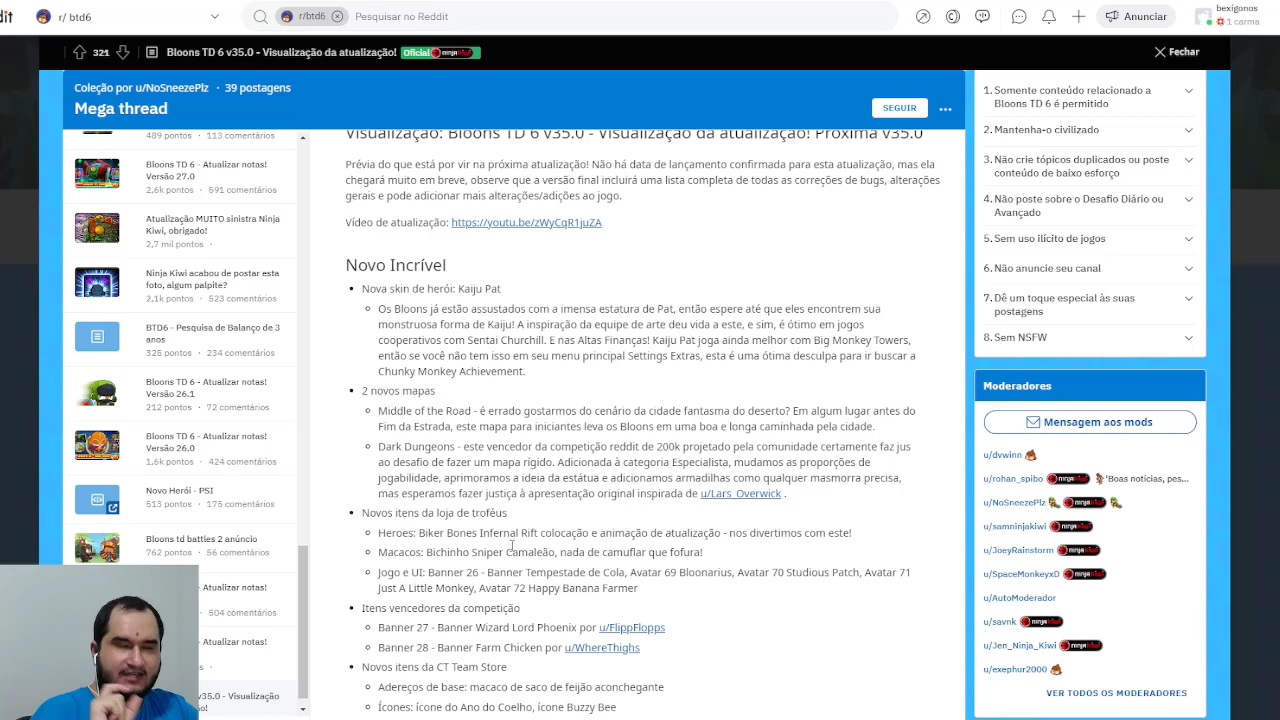 dit
r/ btd6
r/btd6
Pesquisar no Reddit
Anunciar
bexigonos
1 carma
321
Bloons TD 6 v35.0 - Visualização da atualização!
Oficial
Fechar
Coleção por u/NoSneezePlz · 39 postagens
Mega thread
SEGUIR
489 pontos · 113 comentários
Bloons TD 6 - Atualizar notas!
Versão 27.0
2,6k pontos · 591 comentários
Atualização MUITO sinistra Ninja
Kiwi, obrigado!
2,7 mil pontos ·
Ninja Kiwi acabou de postar esta
foto, algum palpite?
2,1k pontos · 523 comentários
BTD6 - Pesquisa de Balanço de 3
anos
325 pontos · 234 comentários
Bloons TD 6 - Atualizar notas!
Versão 26.1
212 pontos · 72 comentários
Bloons TD 6 - Atualizar notas!
Versão 26.0
1,6k pontos · 424 comentários
Novo Herói - PSI
513 pontos · 175 comentários
Bloons td battles 2 anúncio
762 pontos · 56 comentários
alizar notas!
504 comentários
alizar notas!
s ·
v35.0 - Visualização
o!
Visualização: Bloons TD 6 v35.0 - Visualização da atualização! Próxima v35.0
Prévia do que está por vir na próxima atualização! Não há data de lançamento confirmada para esta atualização, mas ela
chegará muito em breve, observe que a versão final incluirá uma lista completa de todas as correções de bugs, alterações
gerais e pode adicionar mais alterações/adições ao jogo.
Vídeo de atualização: https://youtu.be/zWyCqR1juZA
Novo Incrível
Nova skin de herói: Kaiju Pat
Os Bloons já estão assustados com a imensa estatura de Pat, então espere até que eles encontrem sua
monstruosa forma de Kaiju! A inspiração da equipe de arte deu vida a este, e sim, é ótimo em jogos
cooperativos com Sentai Churchill. E nas Altas Finanças! Kaiju Pat joga ainda melhor com Big Monkey Towers,
então se você não tem isso em seu menu principal Settings Extras, esta é uma ótima desculpa para ir buscar a
Chunky Monkey Achievement.
2 novos mapas
Middle of the Road - é errado gostarmos do cenário da cidade fantasma do deserto? Em algum lugar antes do
Fim da Estrada, este mapa para iniciantes leva os Bloons em uma boa e longa caminhada pela cidade.
Dark Dungeons - este vencedor da competição reddit de 200k projetado pela comunidade certamente faz jus
ao desafio de fazer um mapa rígido. Adicionada à categoria Especialista, mudamos as proporções de
jogabilidade, aprimoramos a ideia da estátua e adicionamos armadilhas como qualquer masmorra precisa,
mas esperamos fazer justiça à apresentação original inspirada de u/Lars_Overwick .
Novos itens da loja de troféus
Heroes: Biker Bones Infernal Rift colocação e animação de atualização - nos divertimos com este!
Macacos: Bichinho Sniper Camaleão, nada de camuflar que fofura!
Jogo e UI: Banner 26 - Banner Tempestade de Cola, Avatar 69 Bloonarius, Avatar 70 Studious Patch, Avatar 71
Just A Little Monkey, Avatar 72 Happy Banana Farmer
Itens vencedores da competição
Banner 27 - Banner Wizard Lord Phoenix por u/FlippFlopps
Banner 28 - Banner Farm Chicken por u/WhereThighs
Novos itens da CT Team Store
Adereços de base: macaco de saco de feijão aconchegante
Ícones: ícone do Ano do Coelho, ícone Buzzy Bee
1. Somente conteúdo relacionado a
Bloons TD 6 é permitido
2. Mantenha-o civilizado
3. Não crie tópicos duplicados ou poste
conteúdo de baixo esforço
4. Não poste sobre o Desafio Diário ou
Avançado
5. Sem uso ilícito de jogos
6. Não anuncie seu canal
7. Dê um toque especial às suas
postagens
8. Sem NSFW
Moderadores
Mensagem aos mods
u/dvwinn
u/rohan_spibo 'Boas notícias, pes...
u/NoSneezePlz
u/samninjakiwi
u/JoeyRainstorm
u/SpaceMonkeyxD
u/AutoModerador
u/savnk
u/Jen_Ninja_Kiwi
u/exephur2000
VER TODOS OS MODERADORES